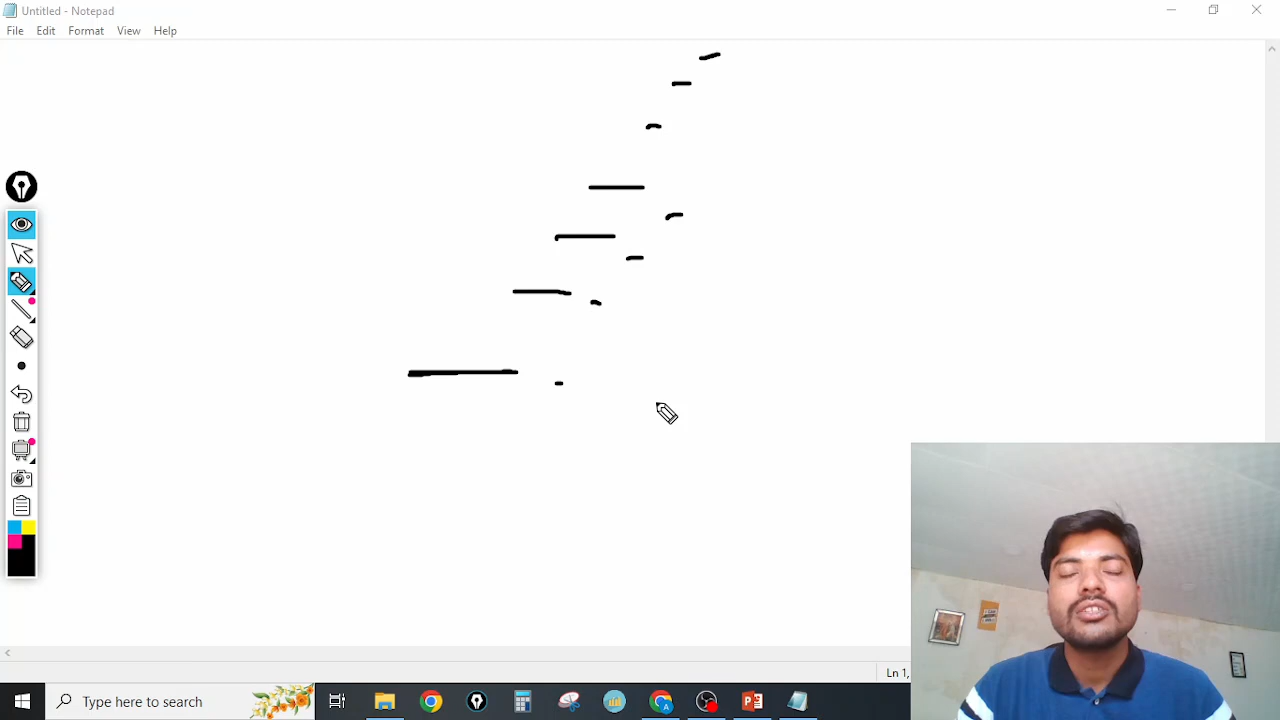 Untitled - Notepad
File Edit Format View Help
Ln 1,
Type here to search